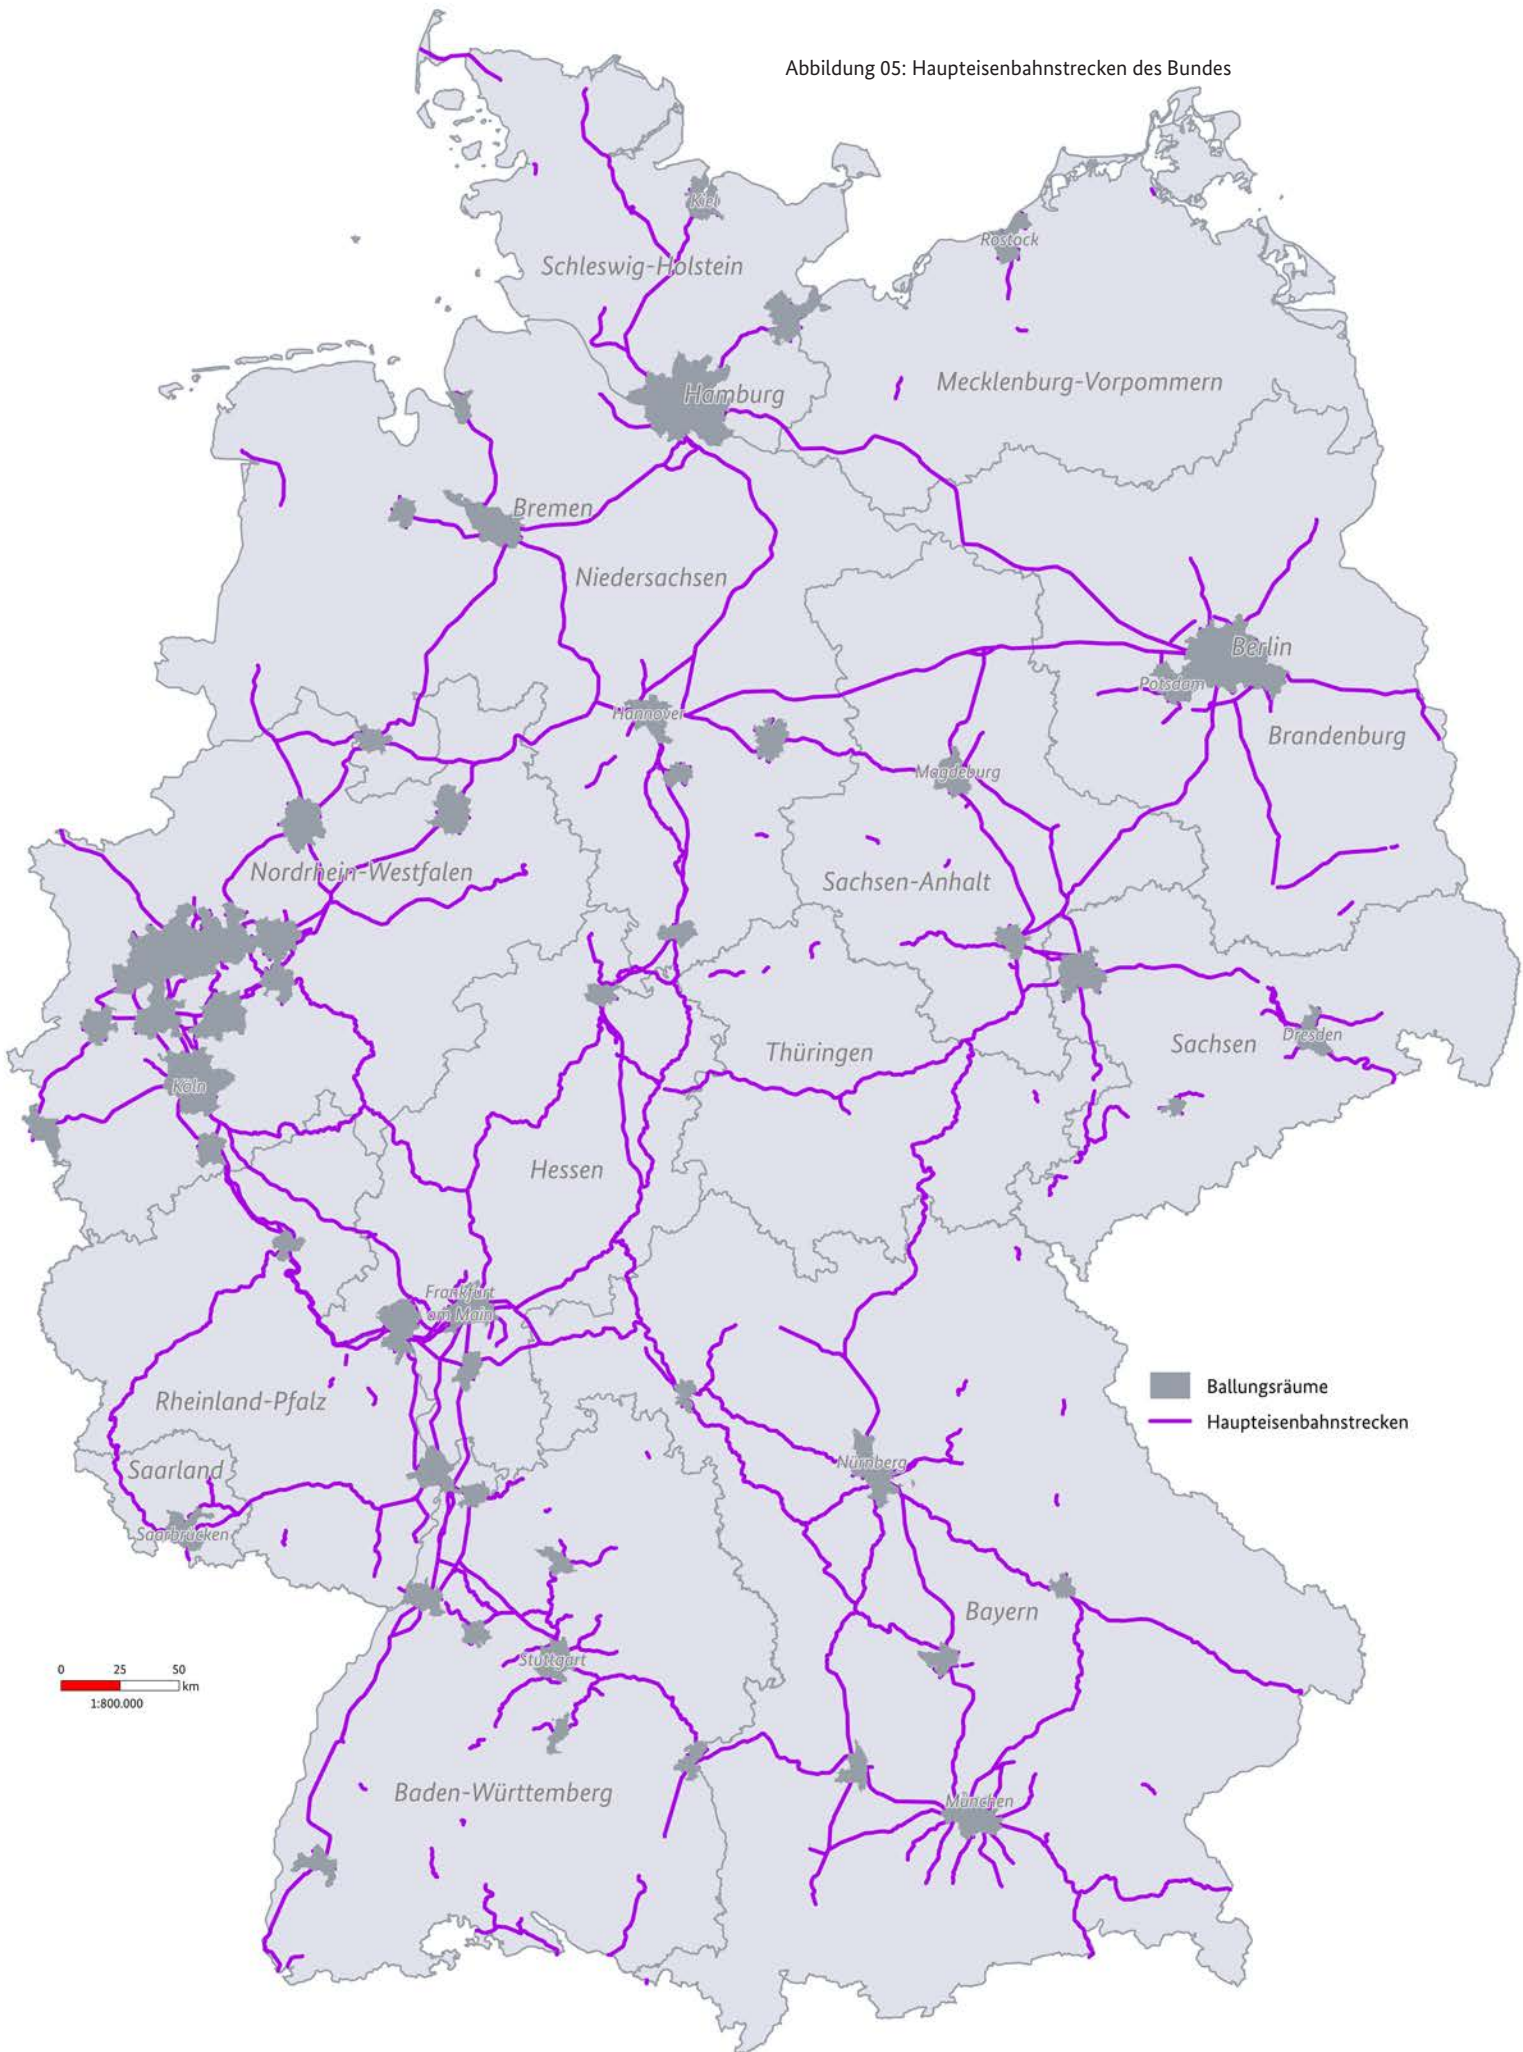 Abbildung 05: Haupteisenbahnstrecken des Bundes
Kiel
Rostock
Schleswig-Holstein
Mecklenburg-Vorpommern
Hamburg
Bremen
Niedersachsen
Berlin
Potsdam
Hannover
Brandenburg
Magdeburg
Nordrhein-Westfalen
Sachsen-Anhalt
Dresden
Sachsen
Thüringen
Köln
Hessen
Frankfurt
am Main
Ballungsräume
Rheinland-Pfalz
Haupteisenbahnstrecken
Nürnberg
Saarland
Saarbrücken
Bayern
Stuttgart
0 25 50
km
1:800.000
Baden-Württemberg
München